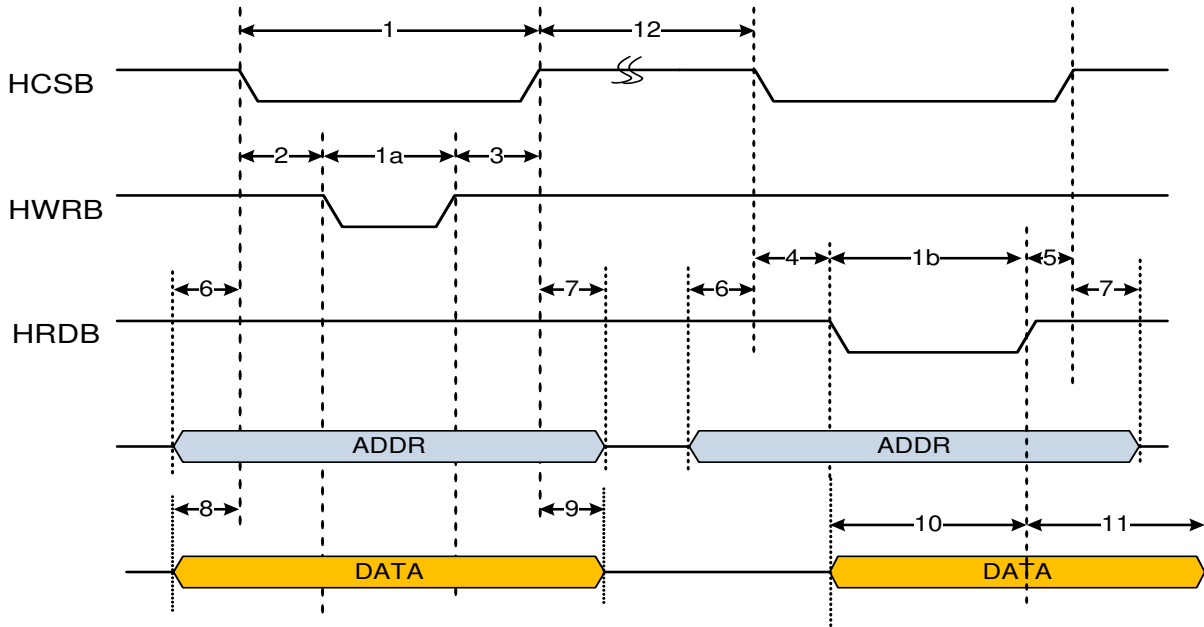 1 12
HCSB
2 1a 3
HWRB
4 1b 5
6 7 6 7
HRDB
ADDR ADDR
8 9
10 11
DATA DATA